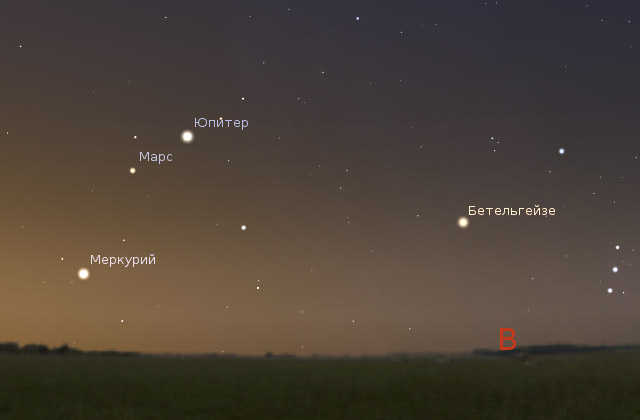 Юпитер
Марс
Бетельгейзе
Меркурий
В